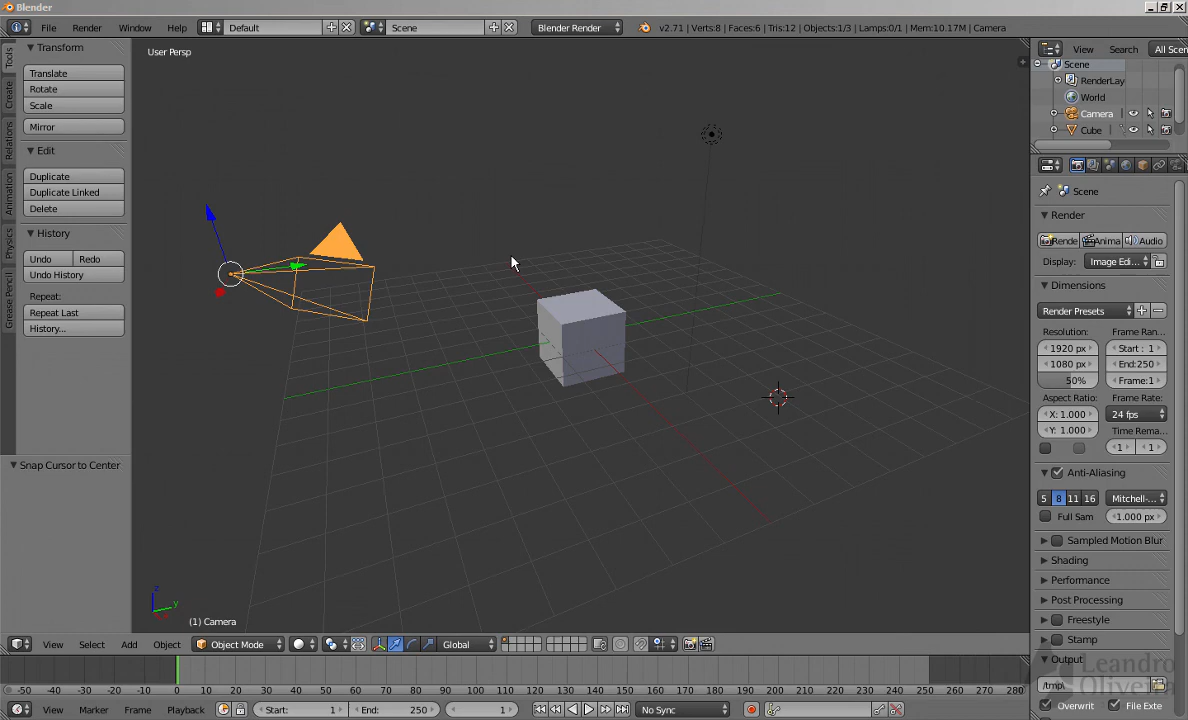 Blender
File Render Window Help Default Scene Blender Render v2.71 | Verts:8 | Faces:6 | Tris:12 | Objects:1/3 | Lamps:0/1 | Mem:10.17M | Camera
Tools
Create
Relations
Animation
Physics
Grease Pencil
Transform
Translate
Rotate
Scale
Mirror
Edit
Duplicate
Duplicate Linked
Delete
History
Undo Redo
Undo History
Repeat:
Repeat Last
History...
Snap Cursor to Center
User Persp
z
y
(1) Camera
View Select Add Object Object Mode Global
-50 -40 -30 -20 -10 0 10 20 30 40 50 60 70 80 90 100 110 120 130 140 150 160 170 180 190 200 210 220 230 240 250 260 270 280
View Marker Frame Playback Start: 1 End: 250 1 No Sync
View Search All Scen
Scene
RenderLay
World
Camera
Cube
Scene
Render
Rende Anima Audio
Display: Image Edi...
Dimensions
Render Presets
Resolution: Frame Ran...
1920 px Start : 1
1080 px End:250
50% Frame:1
Aspect Ratio: Frame Rate:
X: 1.000 24 fps
Y: 1.000 Time Rema...
1 1
Anti-Aliasing
5 8 11 16 Mitchell-...
Full Sam 1.000 px
Sampled Motion Blur
Shading
Performance
Post Processing
Freestyle
Stamp
Output
/tmp\
Overwrit File Exte
Leandro
Oliveira